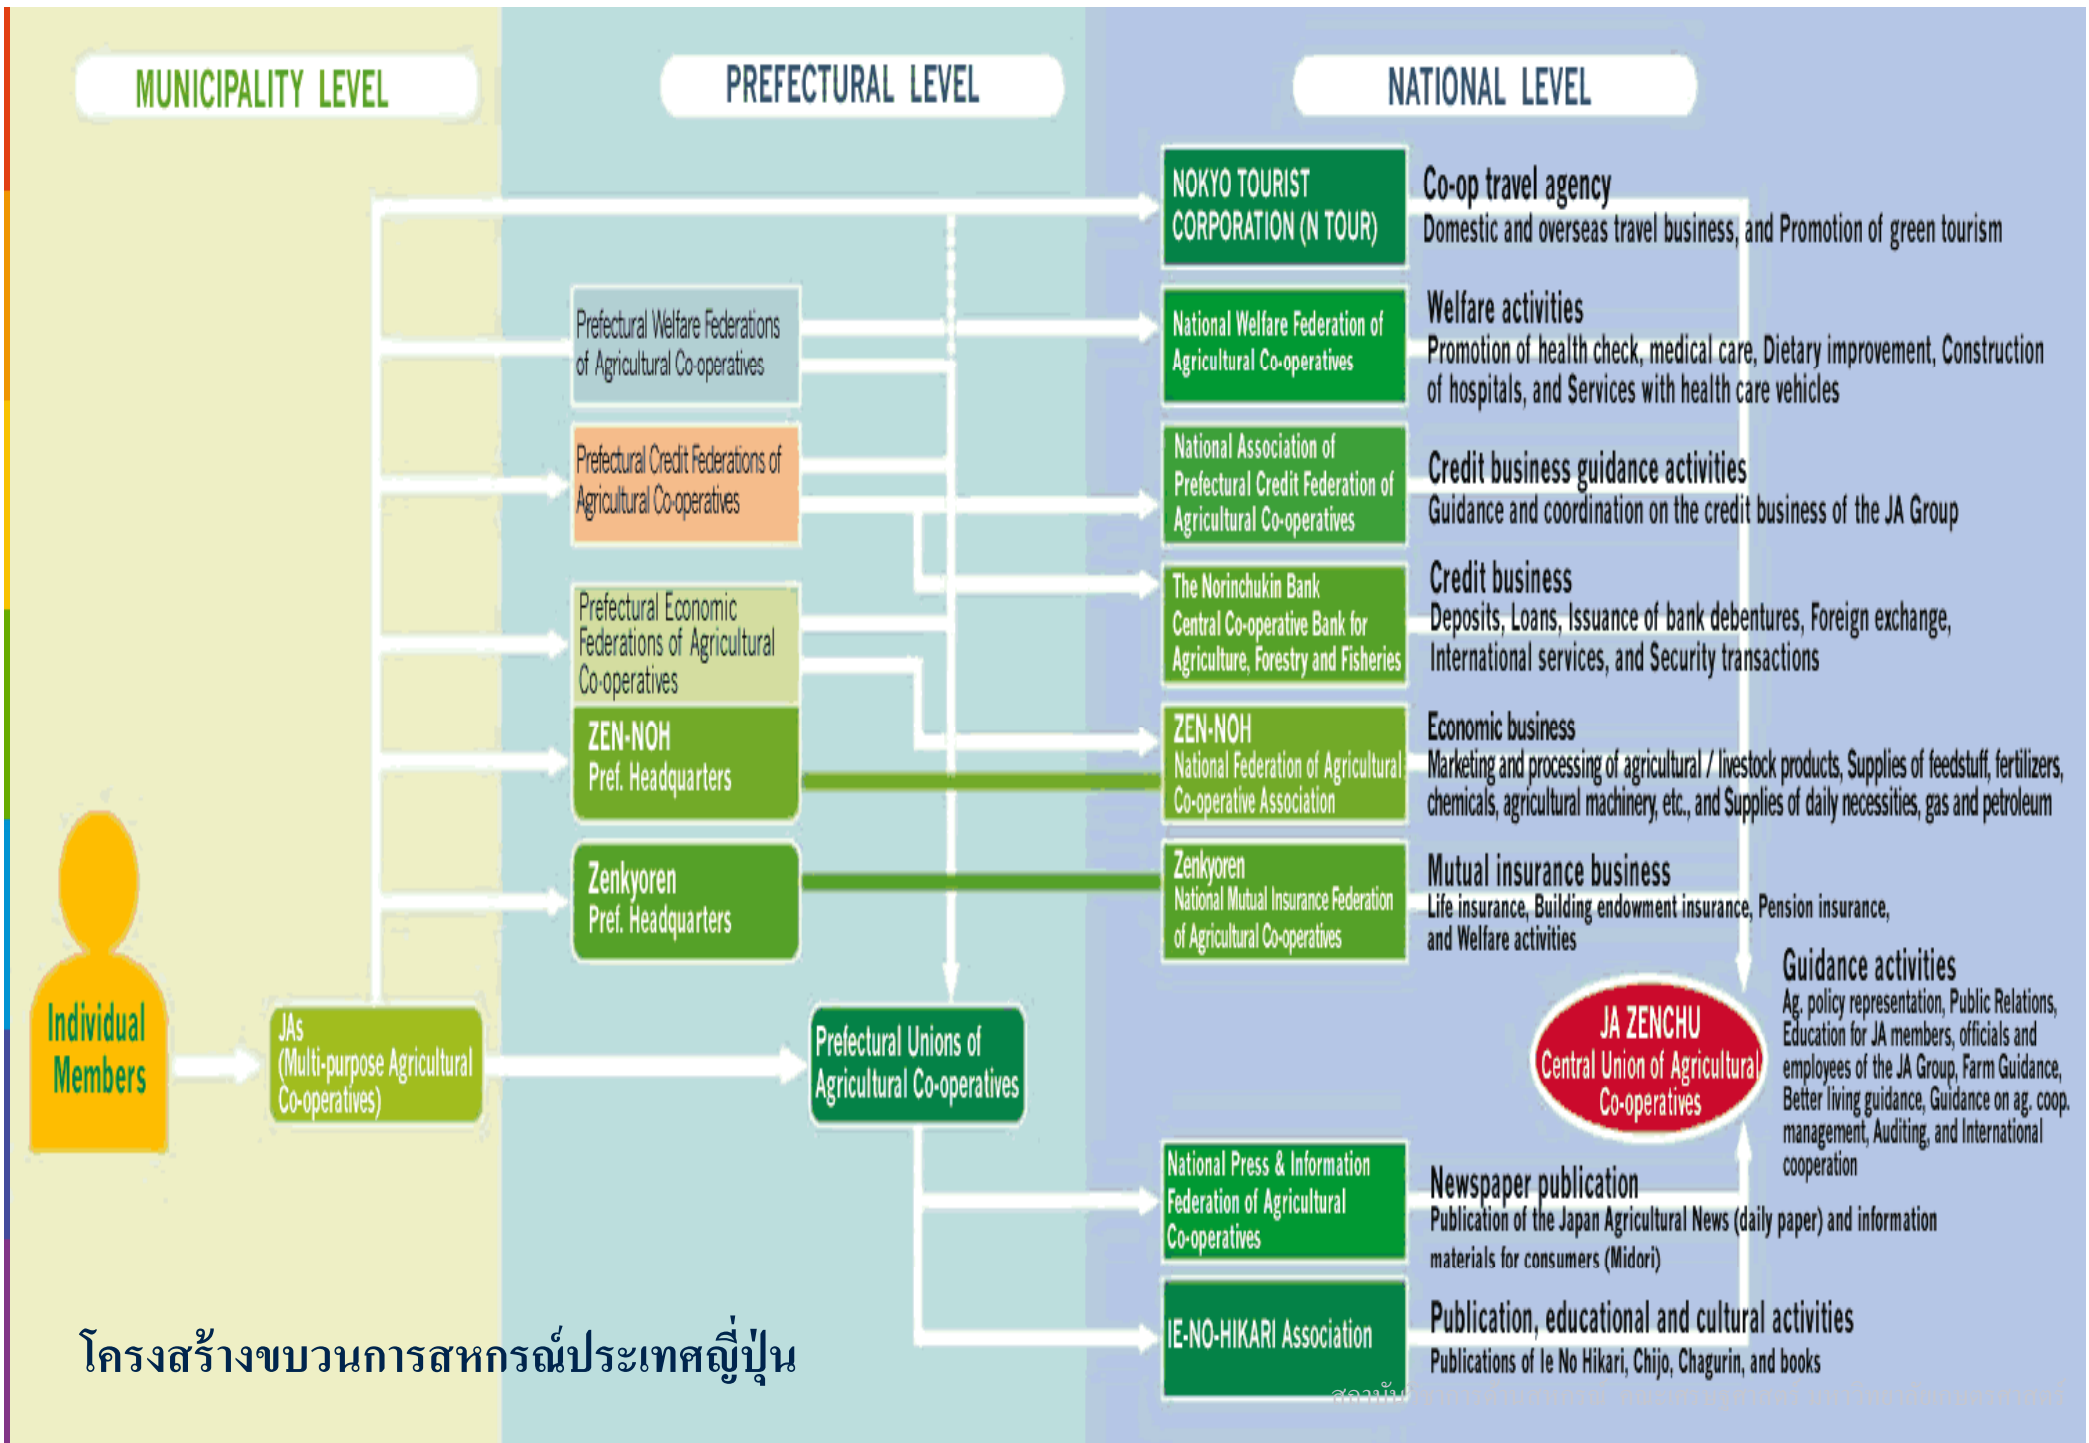 MUNICIPALITY LEVEL
PREFECTURAL LEVEL
NATIONAL LEVEL
NOKYO TOURIST
CORPORATION (N TOUR)
Co-op travel agency
Domestic and overseas travel business, and Promotion of green tourism
Prefectural Welfare Federations
of Agricultural Co-operatives
National Welfare Federation of
Agricultural Co-operatives
Welfare activities
Promotion of health check, medical care, Dietary improvement, Construction
of hospitals, and Services with health care vehicles
Prefectural Credit Federations of
Agricultural Co-operatives
National Association of
Prefectural Credit Federation of
Agricultural Co-operatives
Credit business guidance activities
Guidance and coordination on the credit business of the JA Group
The Norinchukin Bank
Central Co-operative Bank for
Agriculture, Forestry and Fisheries
Credit business
Deposits, Loans, Issuance of bank debentures, Foreign exchange,
International services, and Security transactions
Prefectural Economic
Federations of Agricultural
Co-operatives
ZEN-NOH
Pref. Headquarters
ZEN-NOH
National Federation of Agricultural
Co-operative Association
Economic business
Marketing and processing of agricultural / livestock products, Supplies of feedstuff, fertilizers,
chemicals, agricultural machinery, etc., and Supplies of daily necessities, gas and petroleum
Zenkyoren
Pref. Headquarters
Zenkyoren
National Mutual Insurance Federation
of Agricultural Co-operatives
Mutual insurance business
Life insurance, Building endowment insurance, Pension insurance,
and Welfare activities
Individual
Members
JAs
(Multi-purpose Agricultural
Co-operatives)
Prefectural Unions of
Agricultural Co-operatives
JA ZENCHU
Central Union of Agricultural
Co-operatives
Guidance activities
Ag. policy representation, Public Relations,
Education for JA members, officials and
employees of the JA Group, Farm Guidance,
Better living guidance, Guidance on ag. coop.
management, Auditing, and International
cooperation
National Press & Information
Federation of Agricultural
Co-operatives
Newspaper publication
Publication of the Japan Agricultural News (daily paper) and information
materials for consumers (Midori)
IE-NO-HIKARI Association
Publication, educational and cultural activities
Publications of Ie No Hikari, Chijo, Chagurin, and books
โครงสร้างขบวนการสหกรณ์ประเทศญี่ปุ่น